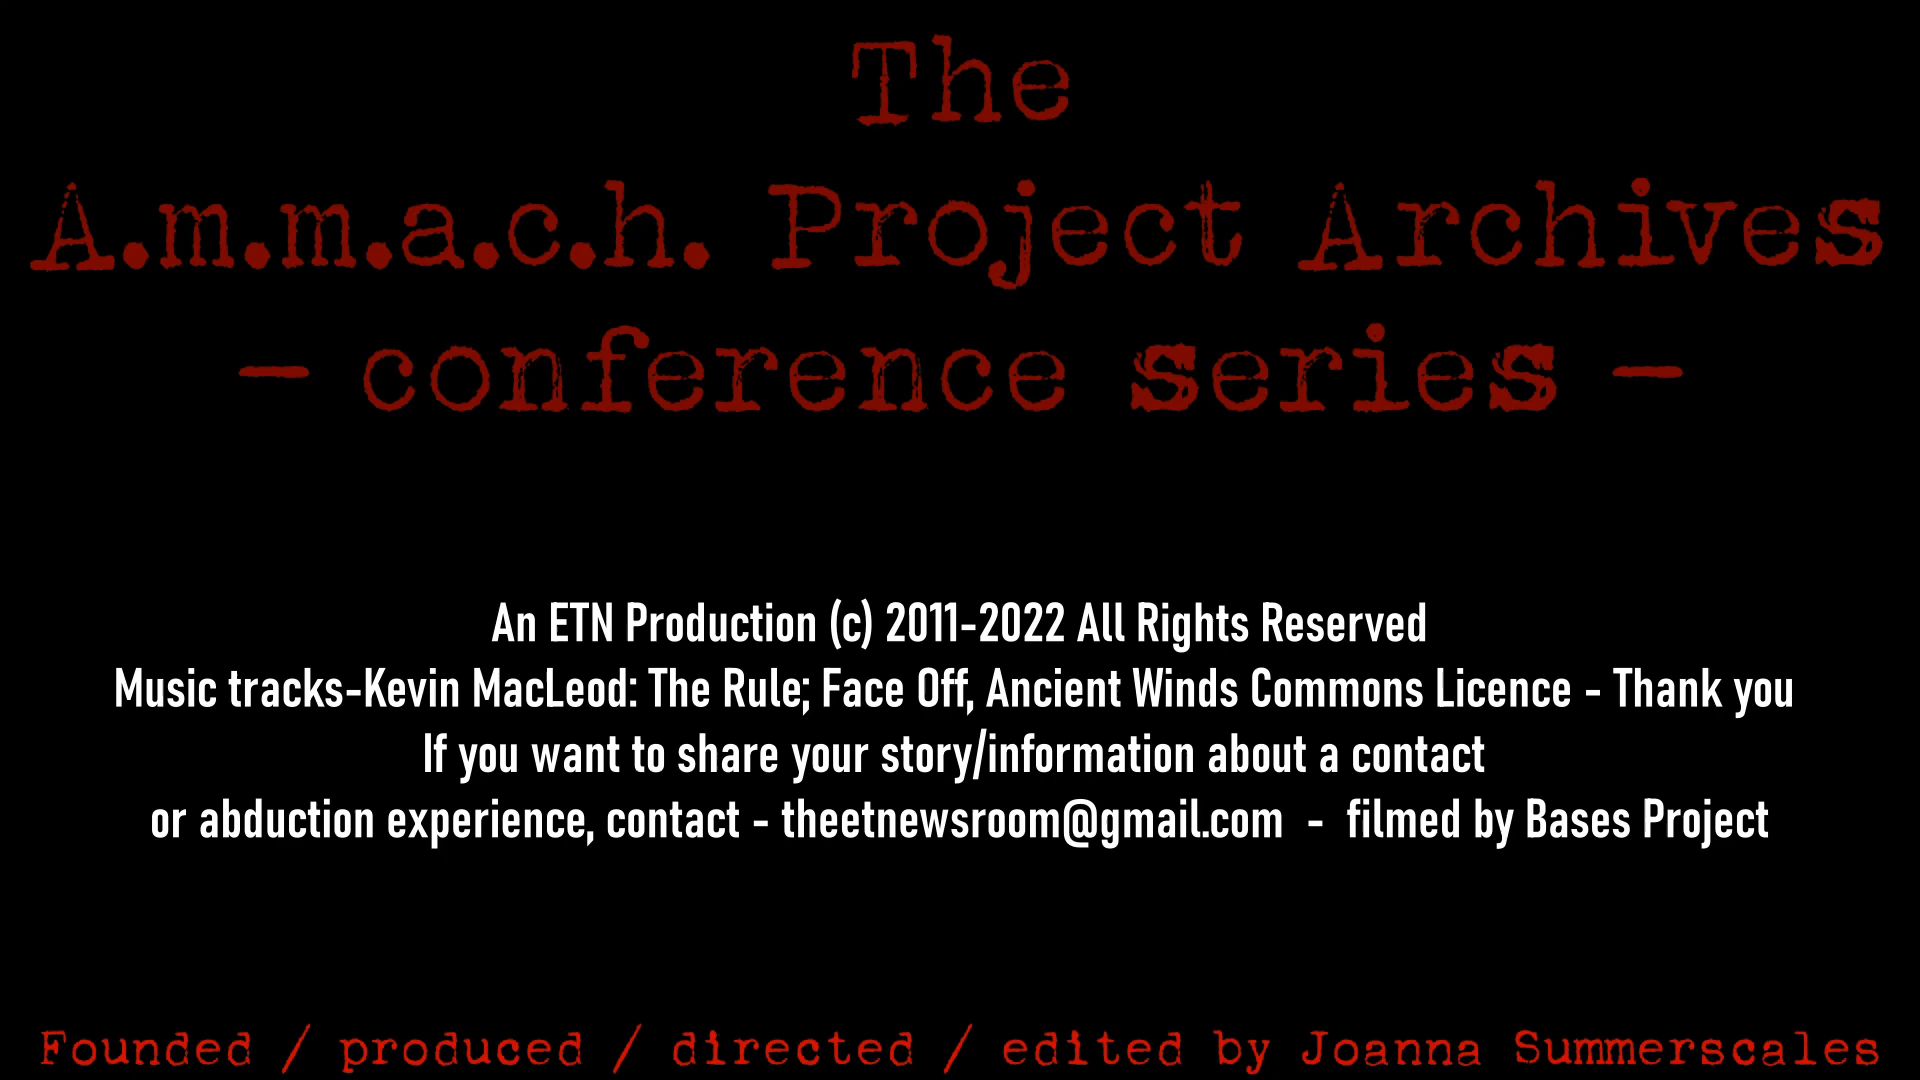 The
A.m.m.a.c.h. Project Archives
- conference series -
An ETN Production (c) 2011-2022 All Rights Reserved
Music tracks-Kevin MacLeod: The Rule; Face Off, Ancient Winds Commons Licence - Thank you
If you want to share your story/information about a contact
or abduction experience, contact - theetnewsroom@gmail.com - filmed by Bases Project
Founded / produced / directed / edited by Joanna Summerscales